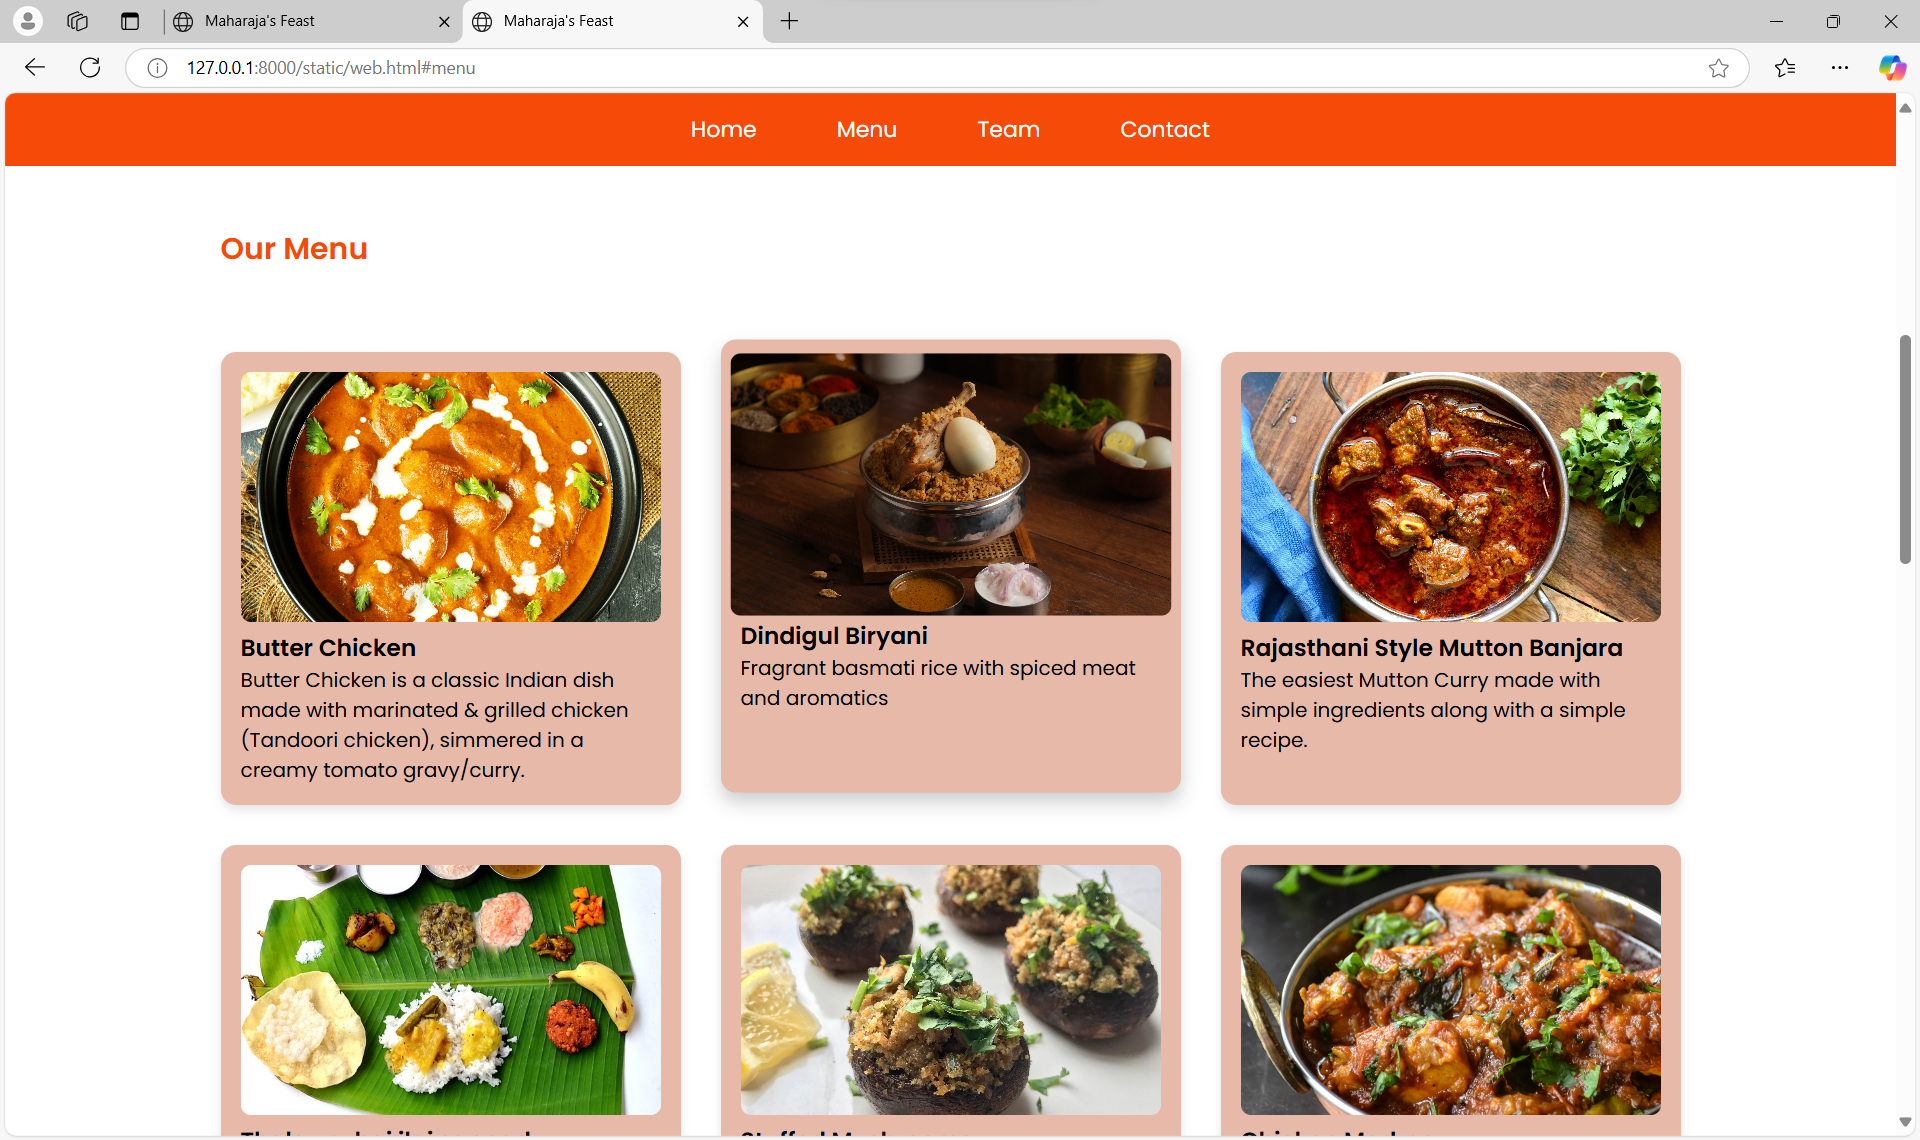 Maharaja's Feast
Maharaja's Feast
127.0.0.1:8000/static/web.html#menu
Home Menu Team Contact
Our Menu
Butter Chicken
Butter Chicken is a classic Indian dish
made with marinated & grilled chicken
(Tandoori chicken), simmered in a
creamy tomato gravy/curry.
Dindigul Biryani
Fragrant basmati rice with spiced meat
and aromatics
Rajasthani Style Mutton Banjara
The easiest Mutton Curry made with
simple ingredients along with a simple
recipe.